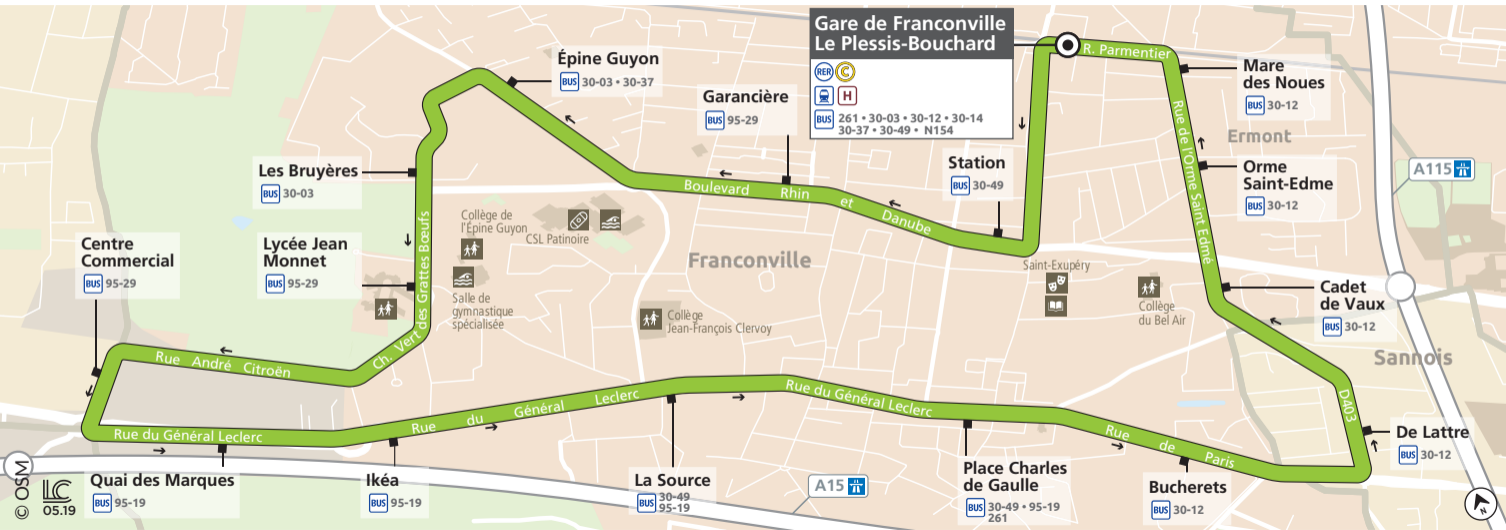 Gare de Franconville
Le Plessis-Bouchard
RER C
H
BUS 261 • 30-03 • 30-12 • 30-14
30-37 • 30-49 • N154
R. Parmentier
Mare
des Noues
BUS 30-12
Ermont
A115
Rue de l'Orme Saint Edmé
Orme
Saint-Edme
BUS 30-12
Épine Guyon
BUS 30-03 • 30-37
Garancière
BUS 95-29
Station
BUS 30-49
Les Bruyères
BUS 30-03
Boulevard Rhin et Danube
Collège de
l'Épine Guyon
CSL Patinoire
Centre
Commercial
BUS 95-29
Lycée Jean
Monnet
BUS 95-29
Ch. Vert des Grattes Bœufs
Franconville
Saint-Exupéry
Salle de
gymnastique
spécialisée
Collège
Jean-François Clervoy
Collège
du Bel Air
Cadet
de Vaux
BUS 30-12
Sannois
Rue André Citroën
D403
Rue du Général Leclerc
Rue du Général Leclerc
Rue du Général Leclerc
Rue de Paris
De Lattre
BUS 30-12
Quai des Marques
BUS 95-19
Ikéa
BUS 95-19
La Source
BUS 30-49
95-19
A15
Place Charles
de Gaulle
BUS 30-49 • 95-19
261
Bucherets
BUS 30-12
© OSM
LC
05.19
N